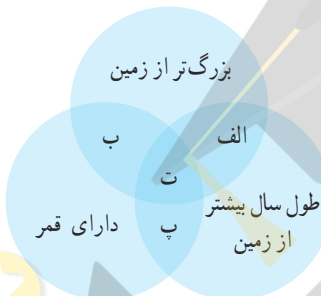 بزرگ‌تر از زمین
الف
ب
ت
پ
طول سال بیشتر
از زمین
دارای قمر